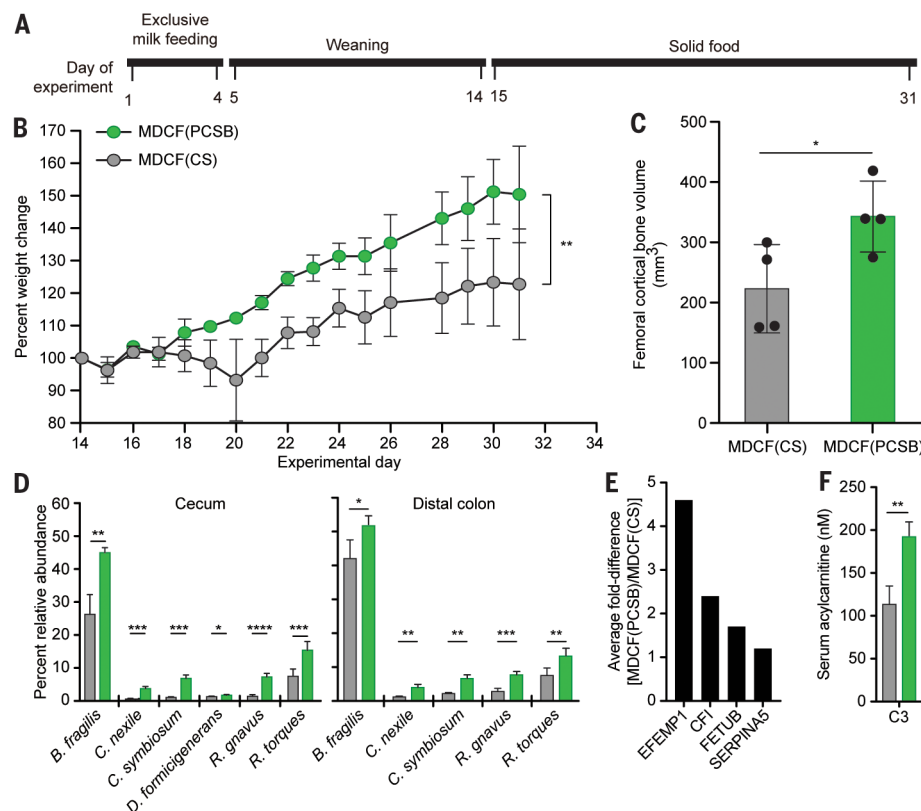 A
Exclusive
milk feeding
Weaning
Solid food
Day of
experiment
1
4
5
14
15
31
B
MDCF(PCSB)
MDCF(CS)
Percent weight change
170
160
150
140
130
120
110
100
90
80
**
14 16 18 20 22 24 26 28 30 32 34
Experimental day
C
Femoral cortical bone volume
(mm3)
500
400
300
200
100
0
*
MDCF(CS) MDCF(PCSB)
D
Cecum
Distal colon
Percent relative abundance
60
50
40
30
20
10
0
** *** *** * **** ***
* ** ** *** **
B. fragilis
C. nexile
C. symbiosum
D. formicigenerans
R. gnavus
R. torques
B. fragilis
C. nexile
C. symbiosum
R. gnavus
R. torques
E
Average fold-difference
[MDCF(PCSB)/MDCF(CS)]
5
4
3
2
1
0
EFEMP1
CFI
FETUB
SERPINA5
F
Serum acylcarnitine (nM)
250
200
150
100
50
0
**
C3